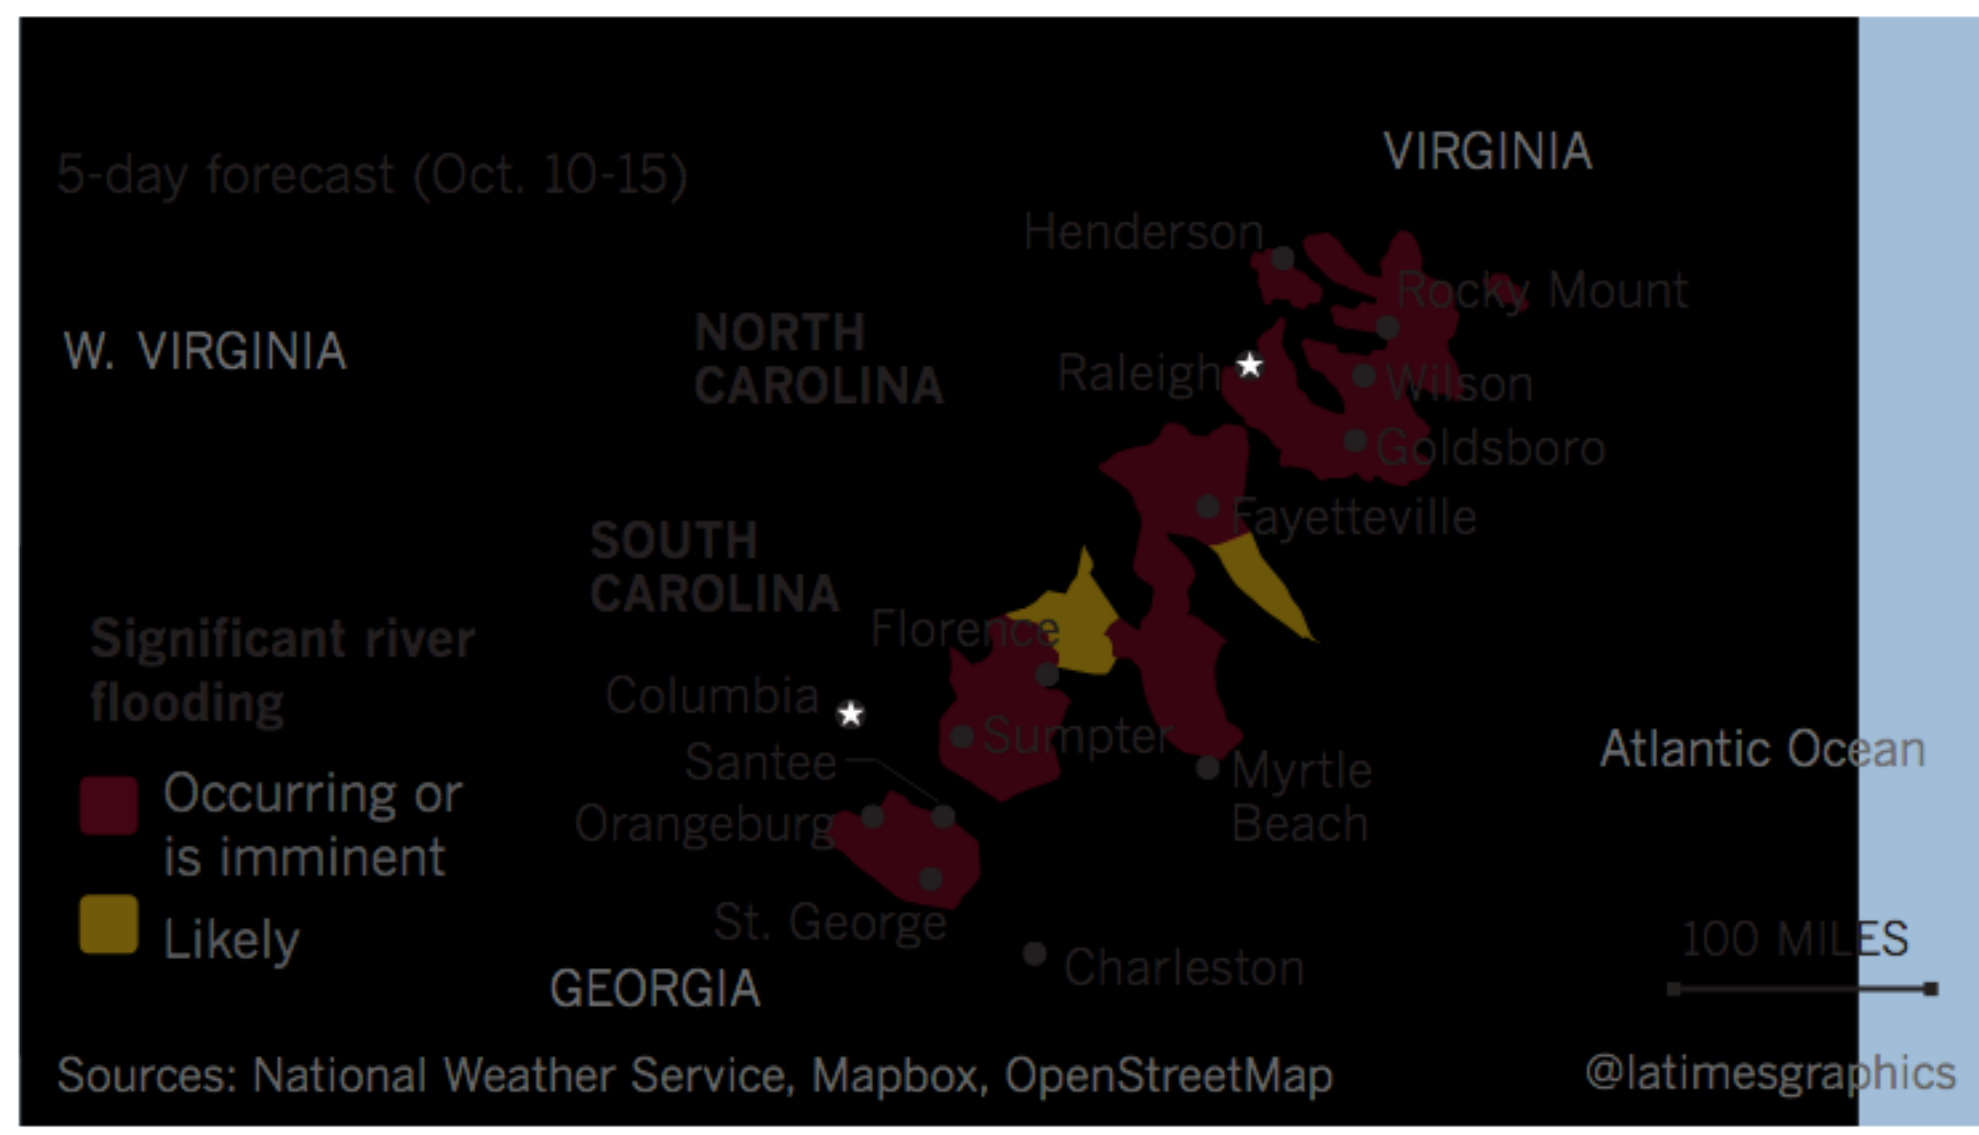 5-day forecast (Oct. 10-15)
VIRGINIA
Henderson
Rocky Mount
W. VIRGINIA
NORTH
CAROLINA
Raleigh
Wilson
Goldsboro
Fayetteville
SOUTH
CAROLINA
Florence
Significant river
flooding
Columbia
Sumpter
Santee
Atlantic Ocean
Occurring or
is imminent
Myrtle
Beach
Orangeburg
St. George
Likely
Charleston
100 MILES
GEORGIA
Sources: National Weather Service, Mapbox, OpenStreetMap
@latimesgraphics